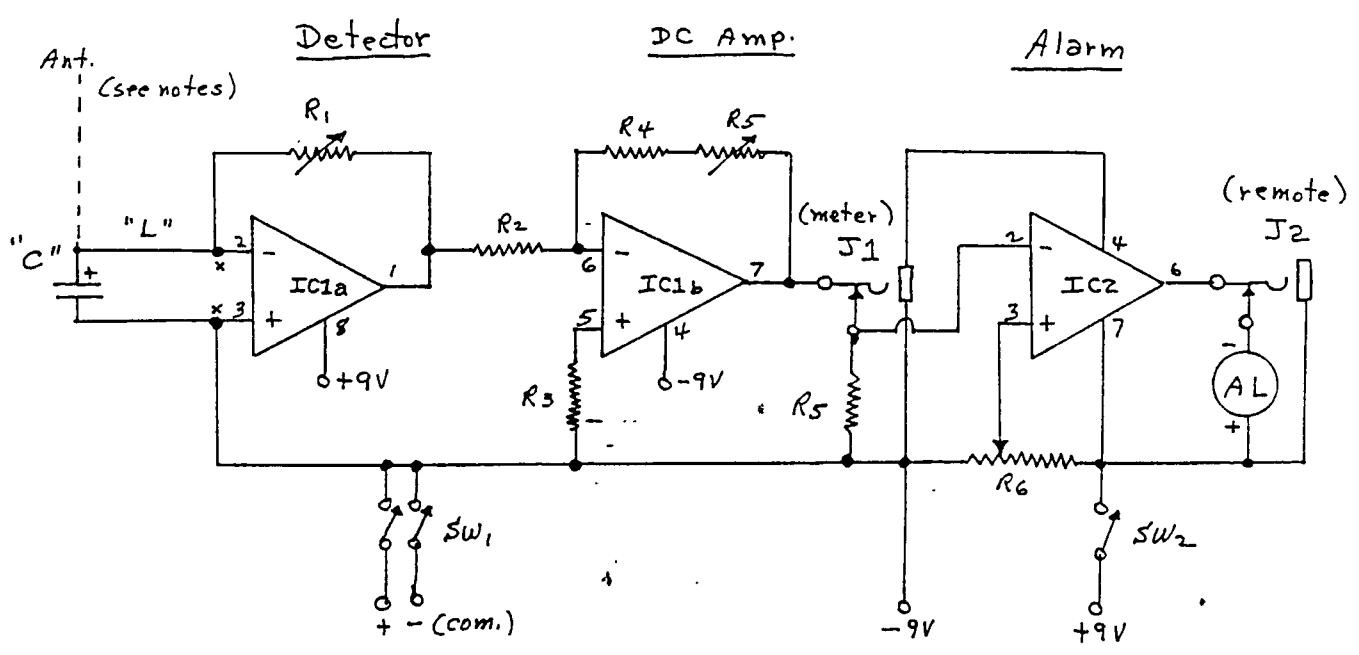 Detector
DC Amp.
Alarm
Ant.
(see notes)
R1
R4
R5
(remote)
J2
(meter)
J1
"C"
"L"
+
x
x
2
-
3
+
IC1a
1
8
+9V
R2
6
-
5
+
IC1b
7
4
-9V
R3
R5
2
-
3
+
IC2
4
6
7
-
AL
+
R6
SW1
+ - (com.)
-9V
SW2
+9V